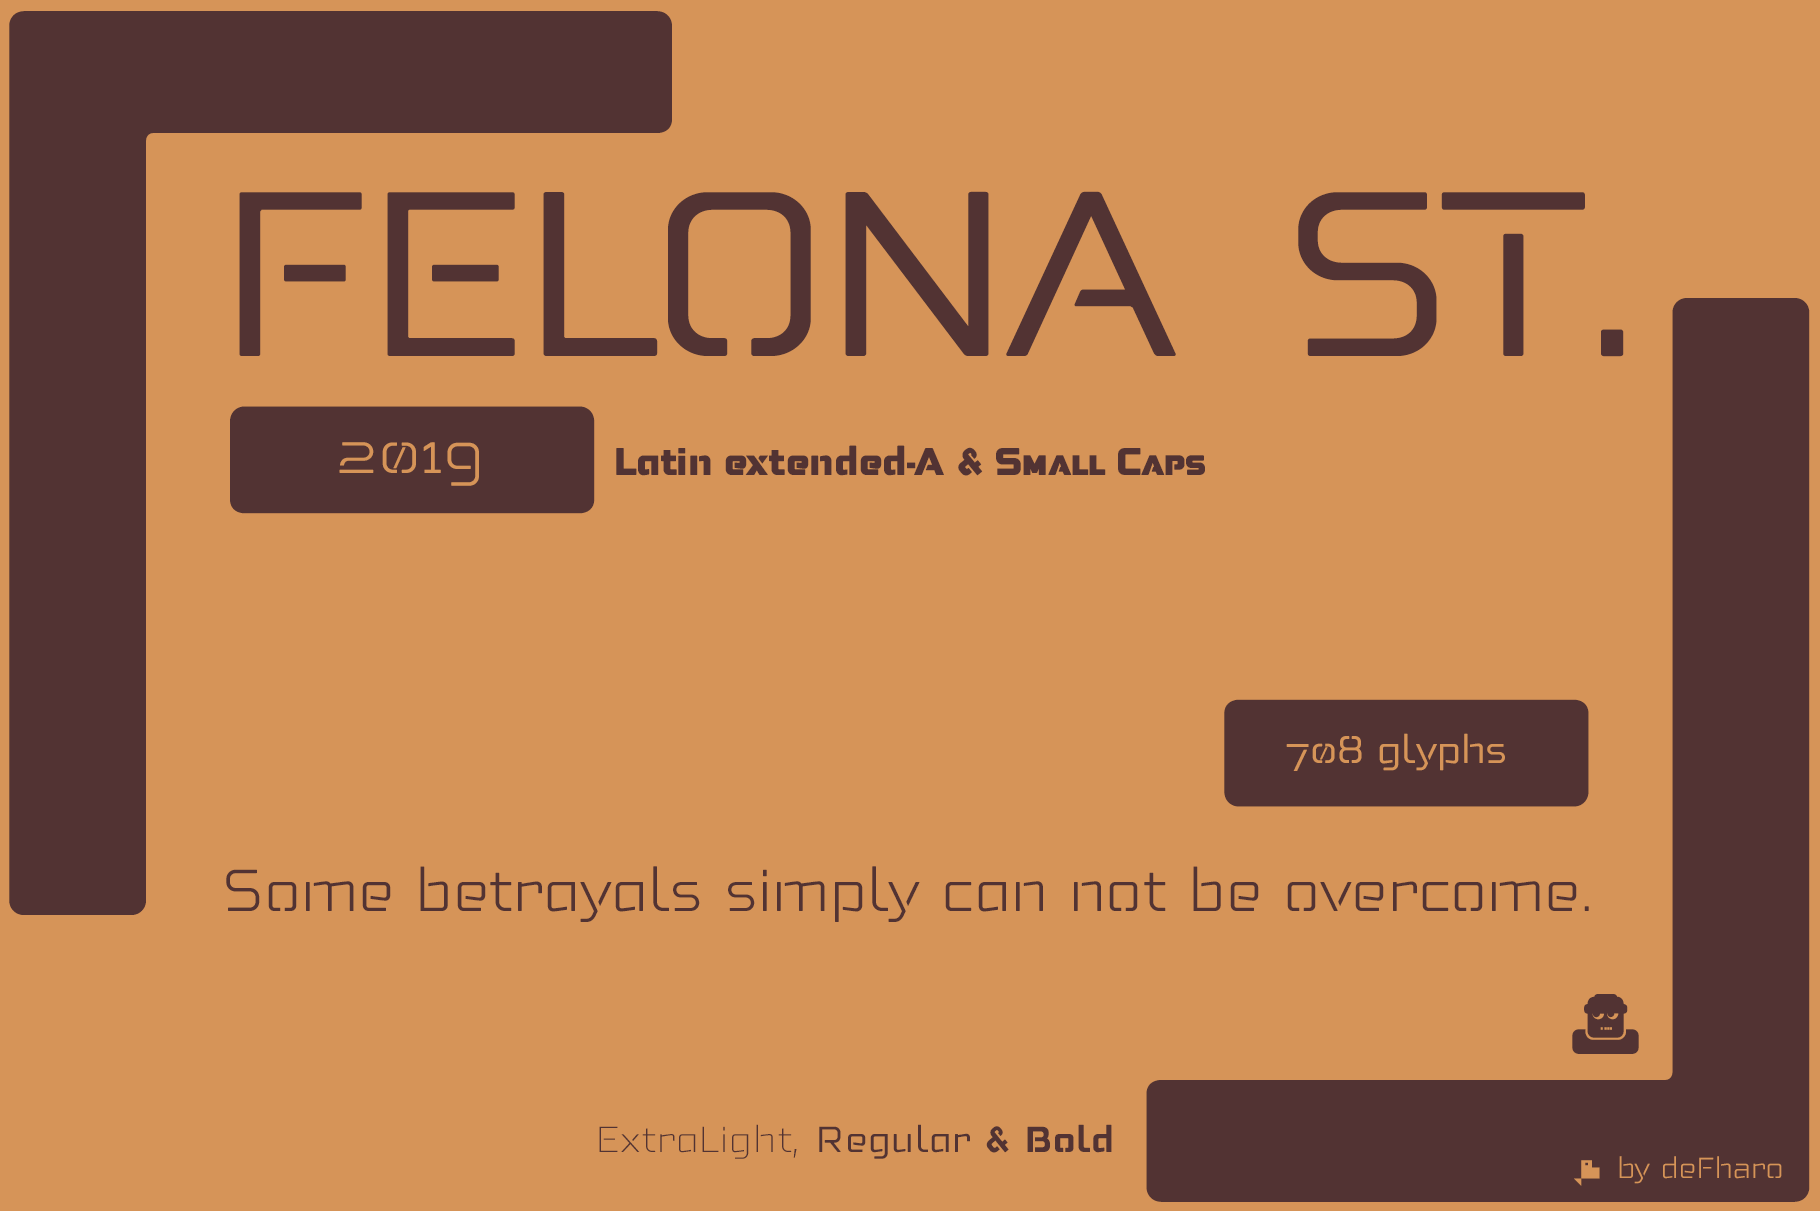 FELONA ST.
2019
Latin extended-A & Small Caps
708 glyphs
Some betrayals simply can not be overcome.
ExtraLight, Regular & Bold
by deFharo